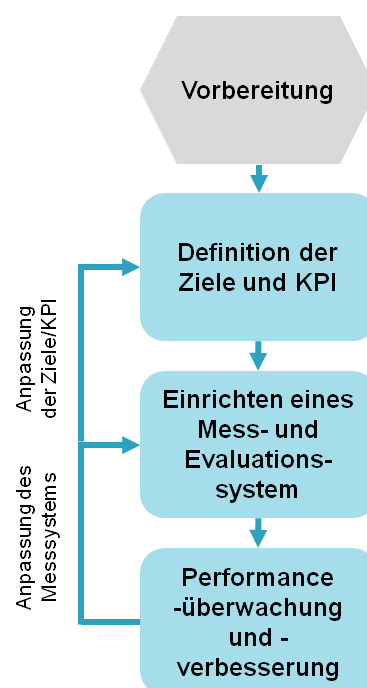 Vorbereitung
Definition der
Ziele und KPI
Anpassung
der Ziele/KPI
Einrichten eines
Mess- und
Evaluations-
system
Anpassung des
Messsystems
Performance
-überwachung
und -
verbesserung